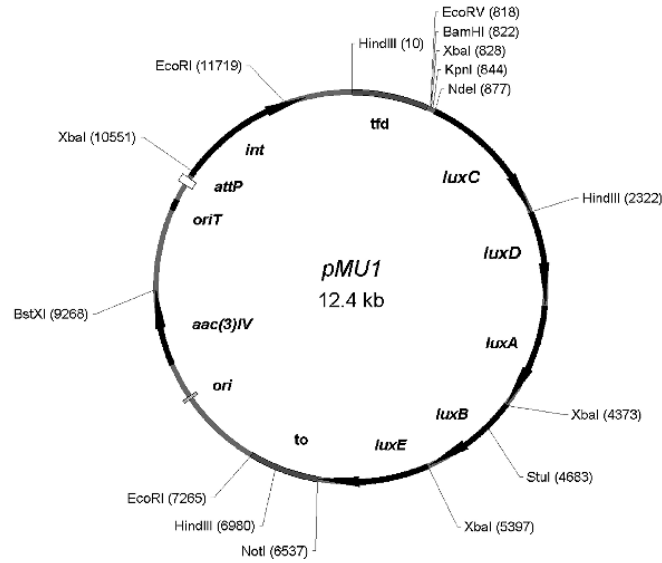 EcoRV (818)
BamHI (822)
HindIII (10)
XbaI (828)
EcoRI (11719)
KpnI (844)
NdeI (877)
tfd
XbaI (10551)
int
luxC
attP
HindIII (2322)
oriT
luxD
pMU1
12.4 kb
BstXI (9268)
aac(3)IV
luxA
ori
luxB
XbaI (4373)
to
luxE
StuI (4683)
EcoRI (7265)
HindIII (6980)
XbaI (5397)
NotI (6537)